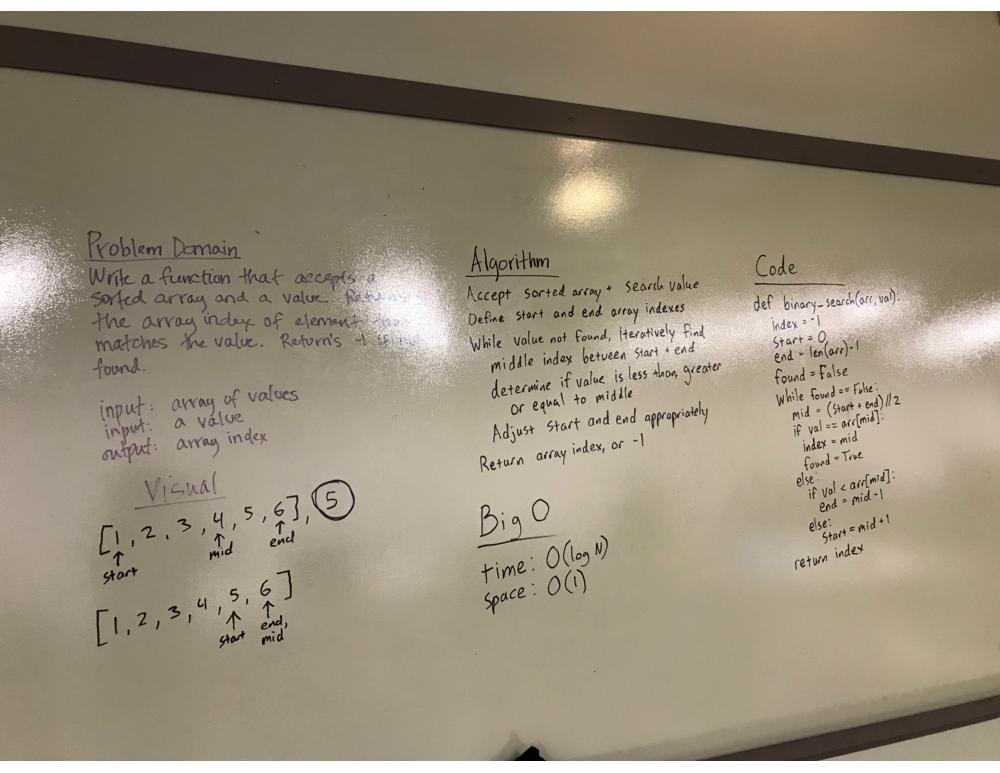 Problem Domain
Write a function that accepts a
sorted array and a value.
the array index of element
matches the value. Return's -1 if
found.
input: array of values
input: a value
output: array index
Visual
[1, 2, 3, 4, 5, 6], 5
↑ ↑ ↑
start mid end
[1, 2, 3, 4, 5, 6]
↑ ↑
start end,
mid
Algorithm
Accept sorted array + search value
Define start and end array indexes
While value not found, iteratively find
middle index between start + end
determine if value is less than, greater
or equal to middle
Adjust start and end appropriately
Return array index, or -1
Big O
time: O(log N)
space: O(1)
Code
def binary_search(arr, val):
index = -1
start = 0
end = len(arr)-1
found = False
While found == False:
mid = (start + end) // 2
if val == arr[mid]:
index = mid
found = True
else:
if val < arr[mid]:
end = mid-1
else:
start = mid + 1
return index